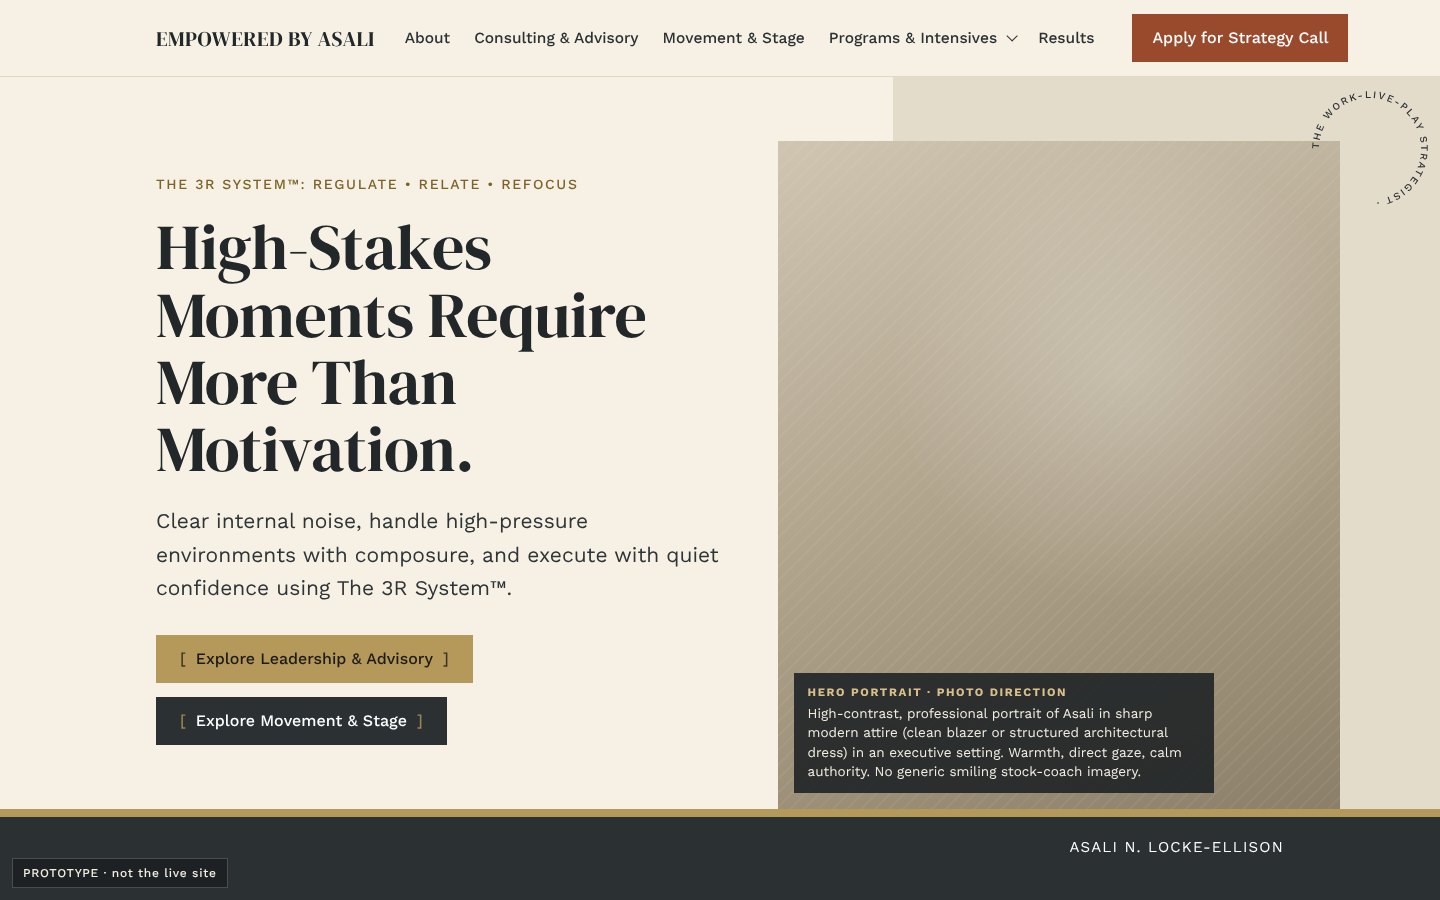 EMPOWERED BY ASALI
About
Consulting & Advisory
Movement & Stage
Programs & Intensives
Results
Apply for Strategy Call
THE WORK-LIVE-PLAY STRATEGIST ·
THE 3R SYSTEM™: REGULATE • RELATE • REFOCUS
High-Stakes
Moments Require
More Than
Motivation.
Clear internal noise, handle high-pressure
environments with composure, and execute with quiet
confidence using The 3R System™.
[ Explore Leadership & Advisory ]
[ Explore Movement & Stage ]
HERO PORTRAIT · PHOTO DIRECTION
High-contrast, professional portrait of Asali in sharp
modern attire (clean blazer or structured architectural
dress) in an executive setting. Warmth, direct gaze, calm
authority. No generic smiling stock-coach imagery.
ASALI N. LOCKE-ELLISON
PROTOTYPE · not the live site